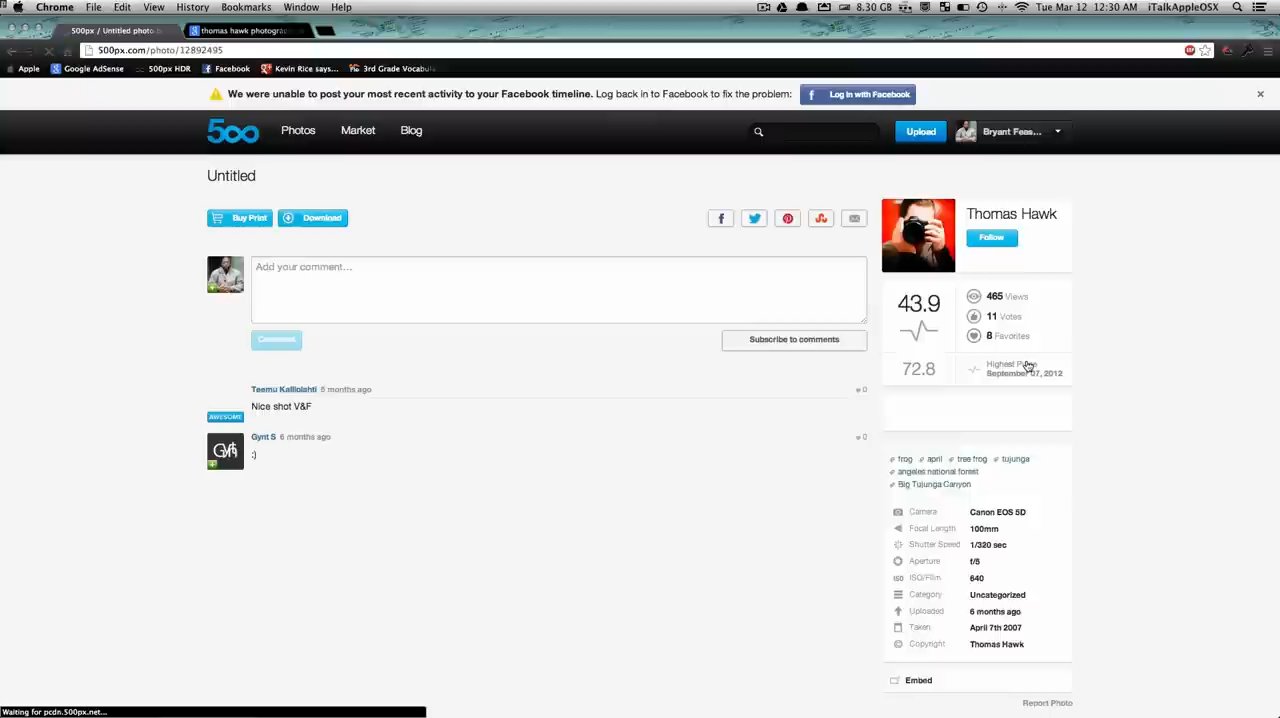 Chrome File Edit View History Bookmarks Window Help 8.30 GB Tue Mar 12 12:30 AM iTalkAppleOSX
500px / Untitled photo thomas hawk photogra
500px.com/photo/12892495
Apple Google AdSense 500px HDR Facebook Kevin Rice says... 3rd Grade Vocabul
We were unable to post your most recent activity to your Facebook timeline. Log back in to Facebook to fix the problem: f Log in with Facebook
500 Photos Market Blog Upload Bryant Feas...
Untitled
Buy Print Download
Thomas Hawk
Follow
Add your comment...
Comment Subscribe to comments
43.9
465 Views
11 Votes
8 Favorites
72.8
Highest
September 07, 2012
Teemu Kalliolahti 5 months ago 0
Nice shot V&F
AWESOME
Gynt S 6 months ago 0
:)
frog april tree frog tujunga
angeles national forest
Big Tujunga Canyon
Camera Canon EOS 5D
Focal Length 100mm
Shutter Speed 1/320 sec
Aperture f/5
ISO ISO/Film 640
Category Uncategorized
Uploaded 6 months ago
Taken April 7th 2007
Copyright Thomas Hawk
Embed
Report Photo
Waiting for pcdn.500px.net...